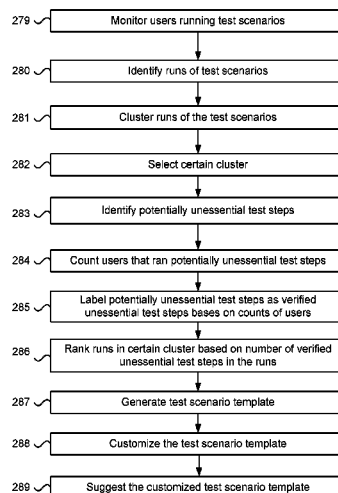 279 Monitor users running test scenarios
280 Identify runs of test scenarios
281 Cluster runs of the test scenarios
282 Select certain cluster
283 Identify potentially unessential test steps
284 Count users that ran potentially unessential test steps
285 Label potentially unessential test steps as verified
unessential test steps bases on counts of users
286 Rank runs in certain cluster based on number of verified
unessential test steps in the runs
287 Generate test scenario template
288 Customize the test scenario template
289 Suggest the customized test scenario template